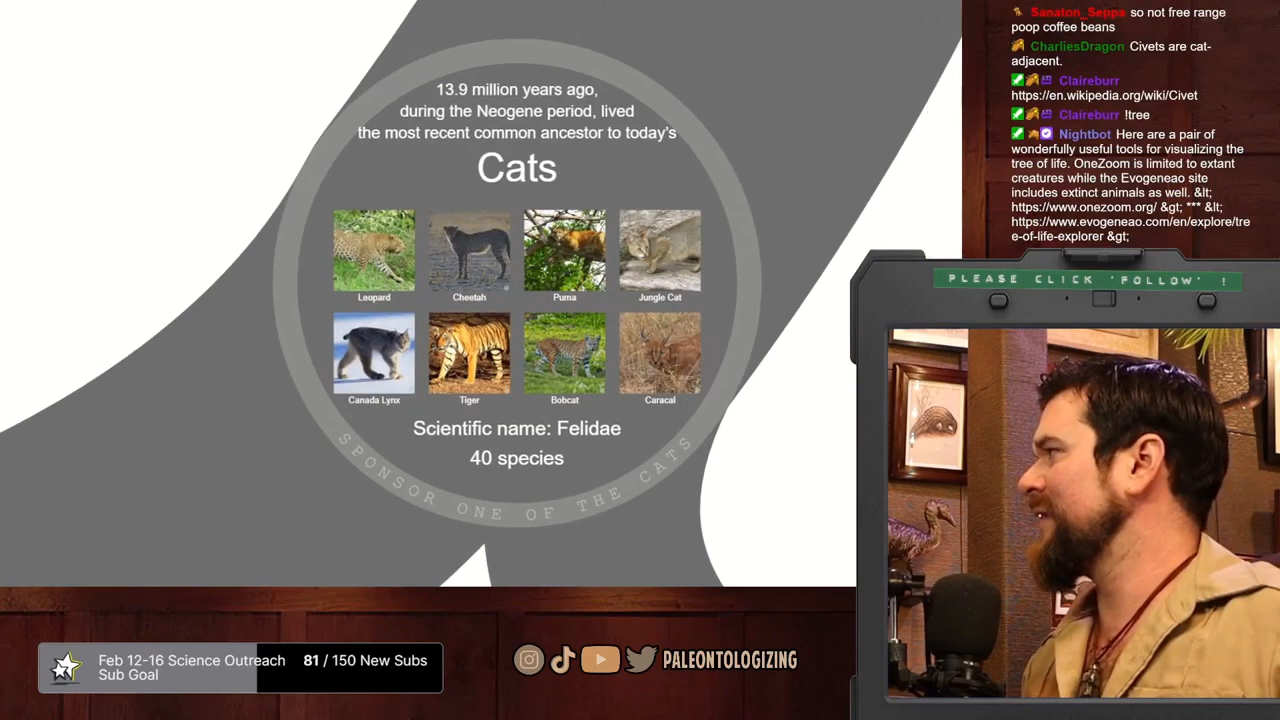 13.9 million years ago,
during the Neogene period, lived
the most recent common ancestor to today's
Cats
Leopard
Cheetah
Puma
Jungle Cat
Canada Lynx
Tiger
Bobcat
Caracal
Scientific name: Felidae
40 species
SPONSOR ONE OF THE CATS
Sanaton_Seppa so not free range
poop coffee beans
CharliesDragon Civets are cat-
adjacent.
Claireburr
https://en.wikipedia.org/wiki/Civet
Claireburr !tree
Nightbot Here are a pair of
wonderfully useful tools for visualizing the
tree of life. OneZoom is limited to extant
creatures while the Evogeneao site
includes extinct animals as well. &lt;
https://www.onezoom.org/ &gt; *** &lt;
https://www.evogeneao.com/en/explore/tre
e-of-life-explorer &gt;
PLEASE CLICK 'FOLLOW' !
Feb 12-16 Science Outreach
Sub Goal
81 / 150 New Subs
PALEONTOLOGIZING